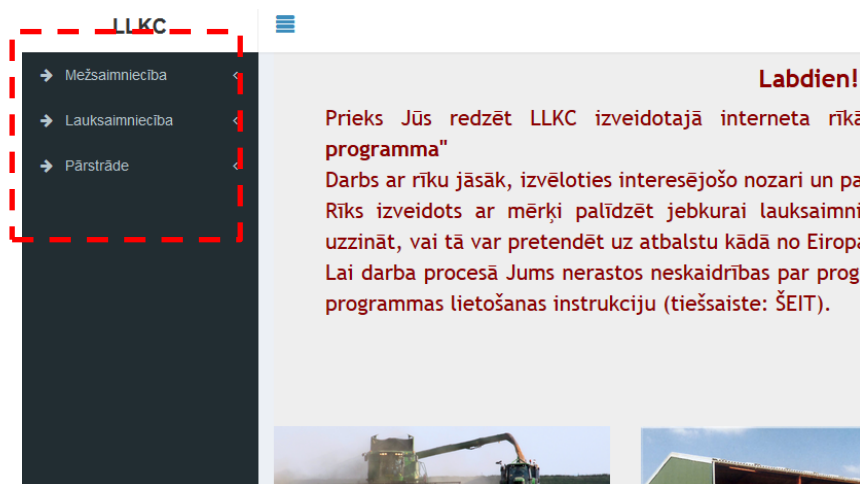 LLKC
Mežsaimniecība
Lauksaimniecība
Pārstrāde
Labdien!
Prieks Jūs redzēt LLKC izveidotajā interneta rīkā
programma"
Darbs ar rīku jāsāk, izvēloties interesējošo nozari un pa
Rīks izveidots ar mērķi palīdzēt jebkurai lauksaimni
uzzināt, vai tā var pretendēt uz atbalstu kādā no Eiropa
Lai darba procesā Jums nerastos neskaidrības par prog
programmas lietošanas instrukciju (tiešsaiste: ŠEIT).